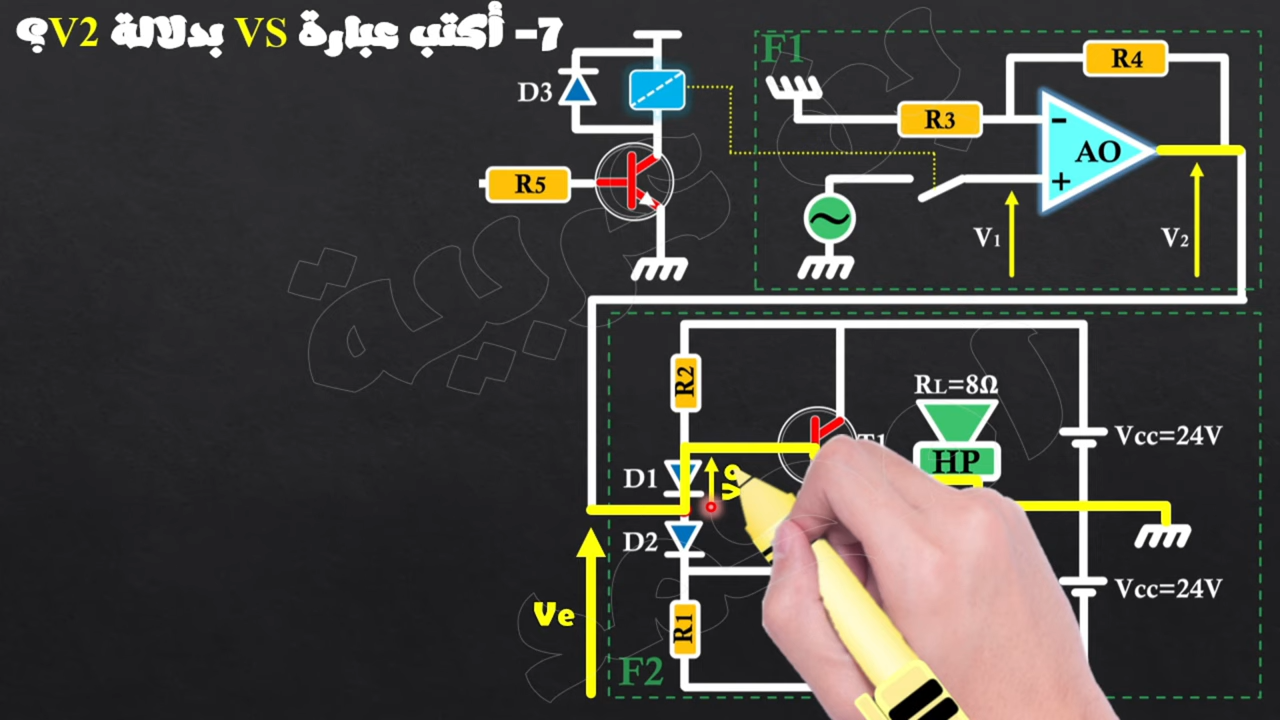 7- أكتب عبارة VS بدلالة V2؟
F1
R4
D3
R3
-
AO
R5
+
V1
V2
R2
RL=8Ω
T1
Vcc=24V
D1
HP
D2
Vcc=24V
Ve
R1
F2